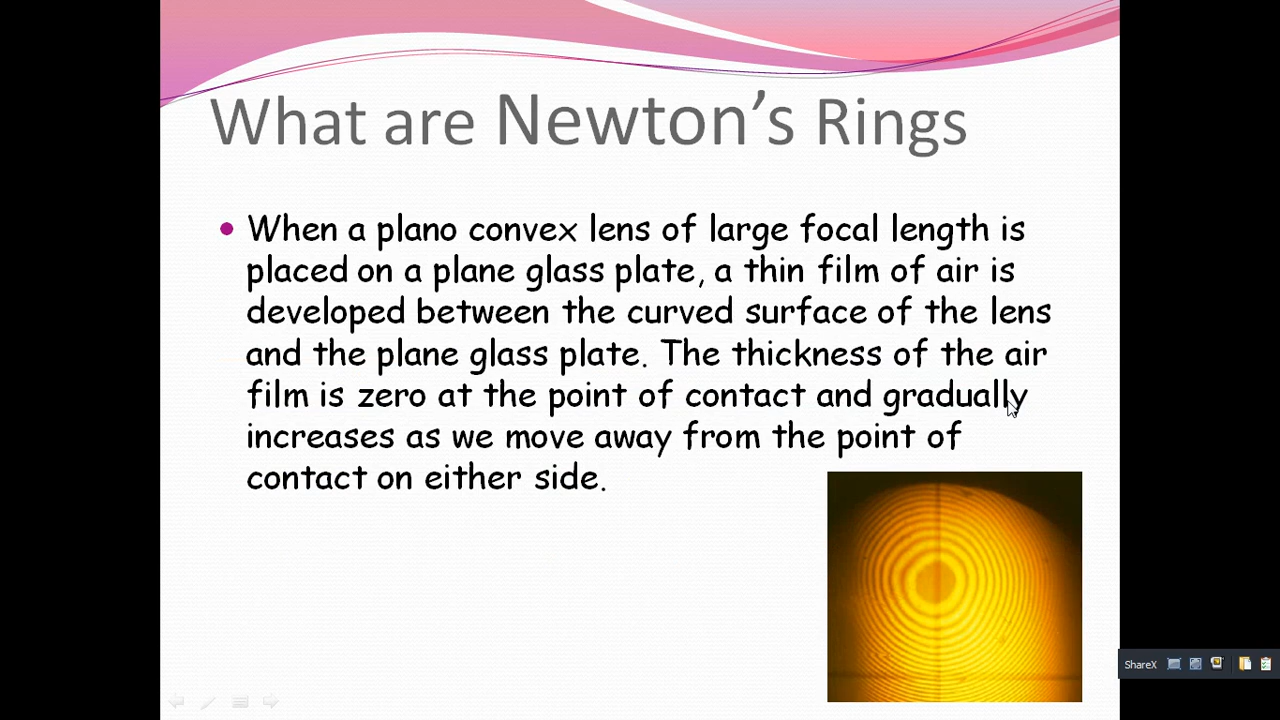 What are Newton’s Rings
When a plano convex lens of large focal length is
placed on a plane glass plate, a thin film of air is
developed between the curved surface of the lens
and the plane glass plate. The thickness of the air
film is zero at the point of contact and gradually
increases as we move away from the point of
contact on either side.
ShareX